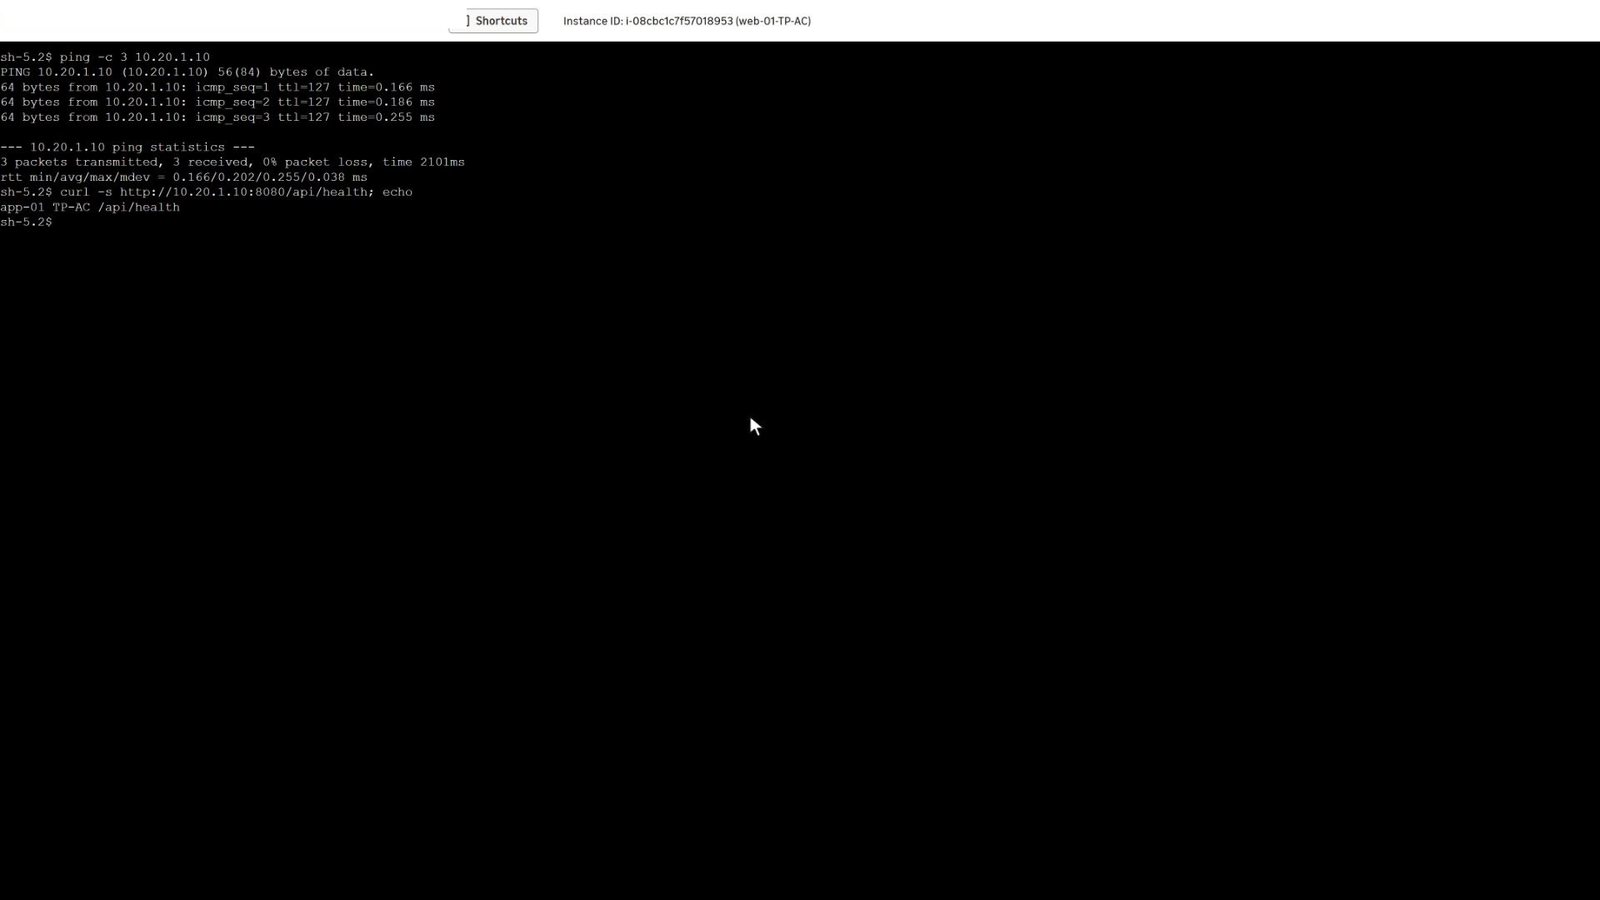 ] Shortcuts
Instance ID: i-08cbc1c7f57018953 (web-01-TP-AC)
sh-5.2$ ping -c 3 10.20.1.10
PING 10.20.1.10 (10.20.1.10) 56(84) bytes of data.
64 bytes from 10.20.1.10: icmp_seq=1 ttl=127 time=0.166 ms
64 bytes from 10.20.1.10: icmp_seq=2 ttl=127 time=0.186 ms
64 bytes from 10.20.1.10: icmp_seq=3 ttl=127 time=0.255 ms
--- 10.20.1.10 ping statistics ---
3 packets transmitted, 3 received, 0% packet loss, time 2101ms
rtt min/avg/max/mdev = 0.166/0.202/0.255/0.038 ms
sh-5.2$ curl -s http://10.20.1.10:8080/api/health; echo
app-01 TP-AC /api/health
sh-5.2$